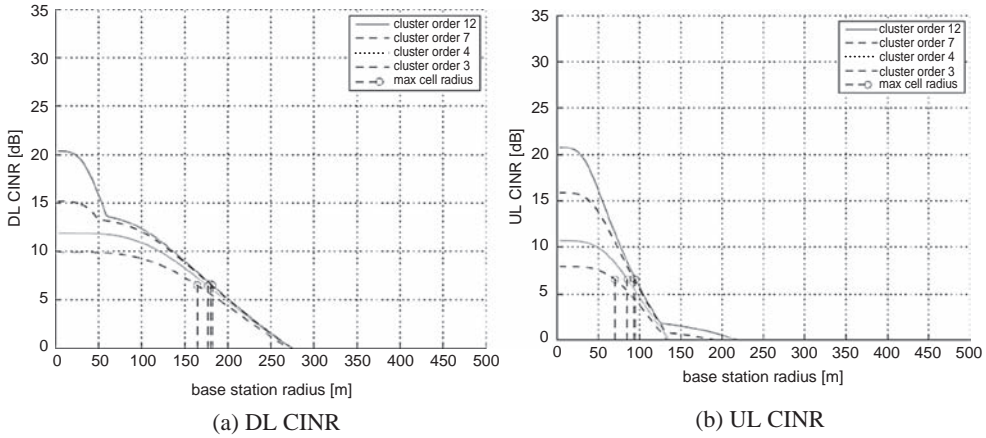 35
30
25
20
15
10
5
0
DL CINR [dB]
cluster order 12
cluster order 7
cluster order 4
cluster order 3
max cell radius
0 50 100 150 200 250 300 350 400 450 500
base station radius [m]
(a) DL CINR
35
30
25
20
15
10
5
0
UL CINR [dB]
cluster order 12
cluster order 7
cluster order 4
cluster order 3
max cell radius
0 50 100 150 200 250 300 350 400 450 500
base station radius [m]
(b) UL CINR